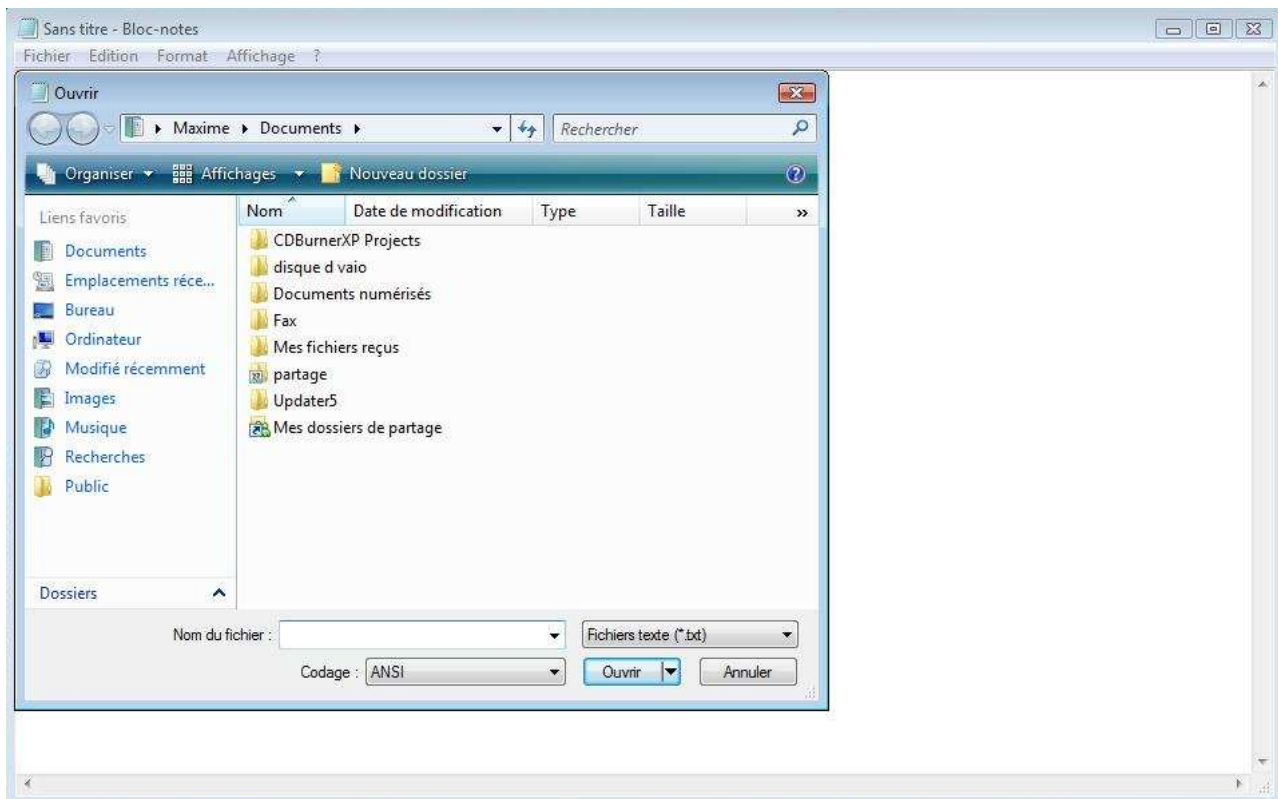 Sans titre - Bloc-notes
Fichier Edition Format Affichage ?
Ouvrir
Maxime Documents
Rechercher
Organiser Affichages Nouveau dossier
Liens favoris
Documents
Emplacements réce...
Bureau
Ordinateur
Modifié récemment
Images
Musique
Recherches
Public
Dossiers
Nom Date de modification Type Taille »
CDBurnerXP Projects
disque d vaio
Documents numérisés
Fax
Mes fichiers reçus
partage
Updater5
Mes dossiers de partage
Nom du fichier : Fichiers texte (*.txt)
Codage : ANSI Ouvrir Annuler